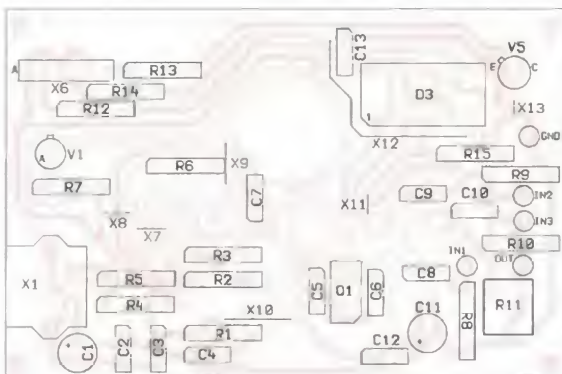 C13
V5
A
R13
E
C
X6
R14
D3
R12
X13
1
GND
X12
A
V1
R15
R6
X9
R9
R7
C7
C9
C10
IN2
X11
X8
IN3
X7
R10
R3
IN1
OUT
X1
R5
R2
C5
Q1
C6
C8
R4
R8
R11
X10
C11
C1
C2
C3
R1
C4
C12